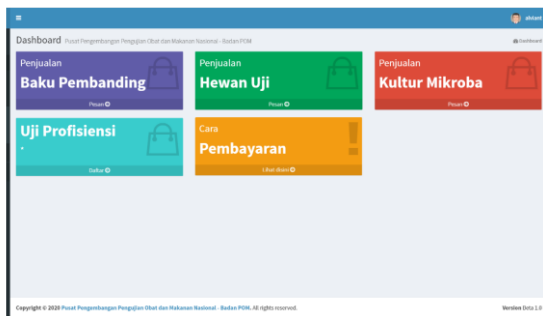 abdant
Dashboard Pusat Pengembangan Pengujian Obat dan Makanan Nasional - Badan POM
Dashboard
Penjualan
Baku Pembanding
Pesan
Penjualan
Hewan Uji
Pesan
Penjualan
Kultur Mikroba
Pesan
Uji Profisiensi
Daftar
Cara
Pembayaran
Lihat disini
Copyright © 2020 Pusat Pengembangan Pengujian Obat dan Makanan Nasional - Badan POM. All rights reserved.
Version Beta 1.0